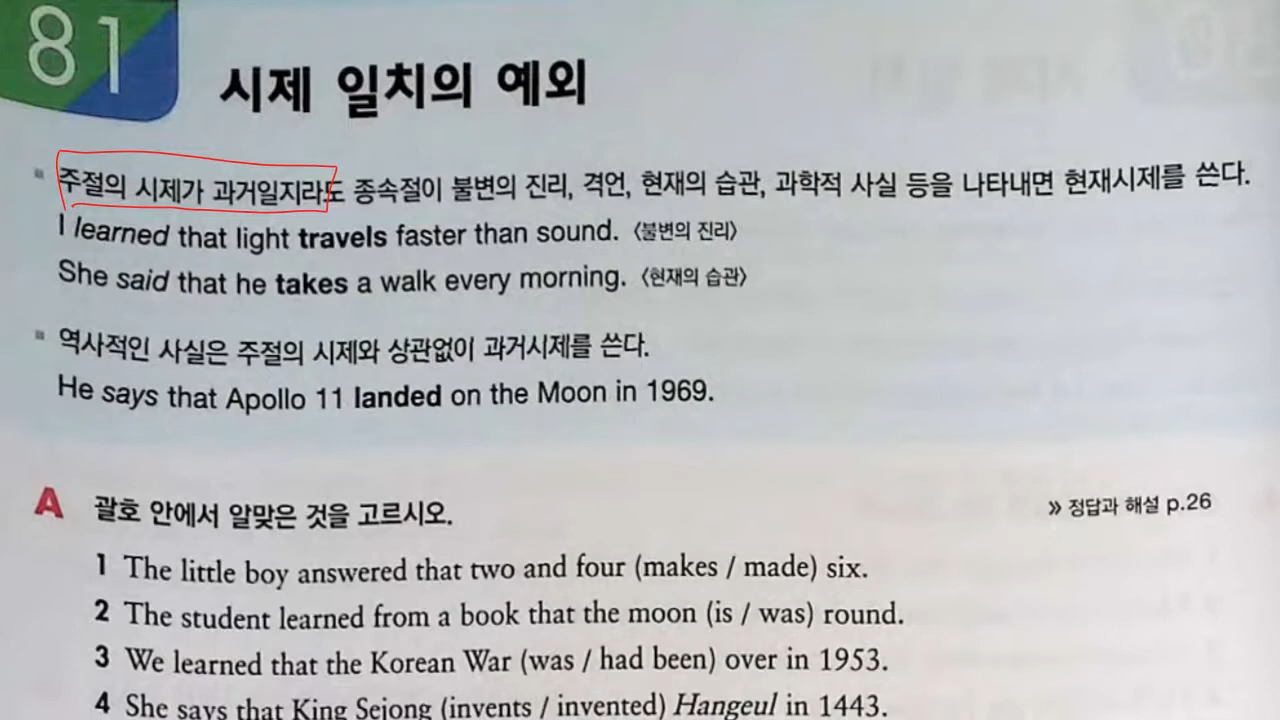 81
시제 일치의 예외
주절의 시제가 과거일지라도 종속절이 불변의 진리, 격언, 현재의 습관, 과학적 사실 등을 나타내면 현재시제를 쓴다.
I learned that light travels faster than sound. 〈불변의 진리〉
She said that he takes a walk every morning. 〈현재의 습관〉
역사적인 사실은 주절의 시제와 상관없이 과거시제를 쓴다.
He says that Apollo 11 landed on the Moon in 1969.
A 괄호 안에서 알맞은 것을 고르시오. » 정답과 해설 p.26
1 The little boy answered that two and four (makes / made) six.
2 The student learned from a book that the moon (is / was) round.
3 We learned that the Korean War (was / had been) over in 1953.
4 She says that King Sejong (invents / invented) Hangeul in 1443.